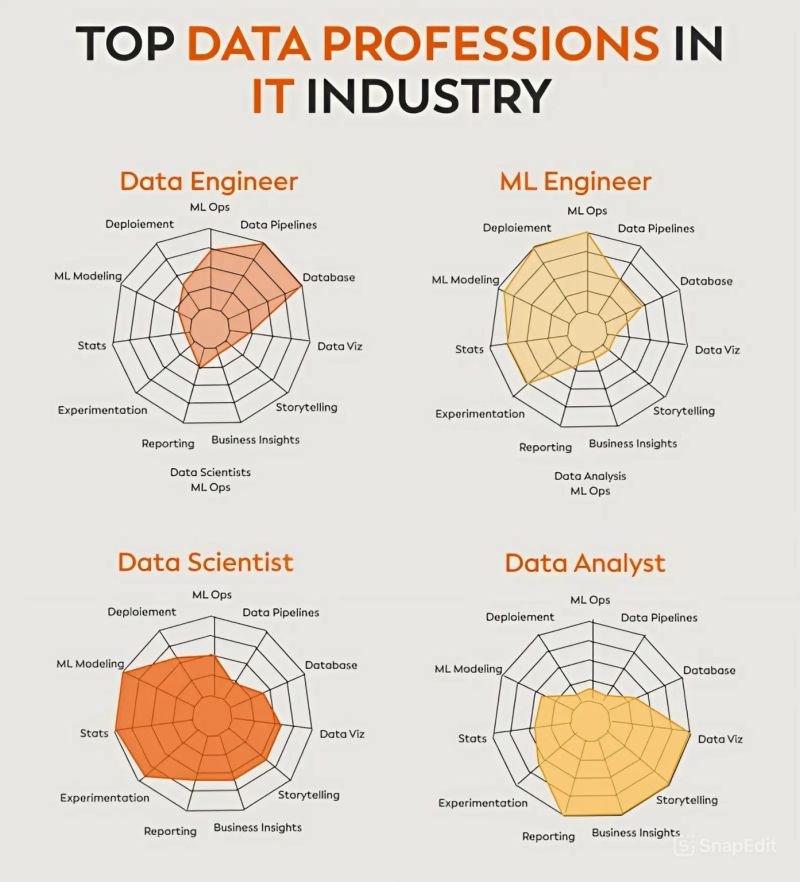 TOP DATA PROFESSIONS IN
IT INDUSTRY
Data Engineer
ML Ops
Deploiement
Data Pipelines
ML Modeling
Database
Stats
Data Viz
Experimentation
Storytelling
Reporting
Business Insights
Data Scientists
ML Ops
ML Engineer
ML Ops
Deploiement
Data Pipelines
ML Modeling
Database
Stats
Data Viz
Experimentation
Storytelling
Reporting
Business Insights
Data Analysis
ML Ops
Data Scientist
ML Ops
Deploiement
Data Pipelines
ML Modeling
Database
Stats
Data Viz
Experimentation
Storytelling
Reporting
Business Insights
Data Analyst
ML Ops
Deploiement
Data Pipelines
ML Modeling
Database
Stats
Data Viz
Experimentation
Storytelling
Reporting
Business Insights
SnapEdit